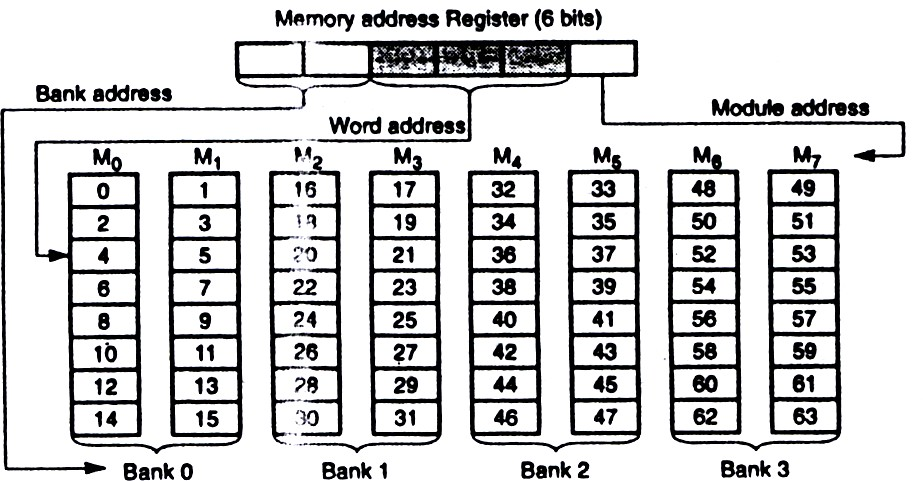 Memory address Register (6 bits)
Bank address
Word address
Module address
M0 M1 M2 M3 M4 M5 M6 M7
0 1 16 17 32 33 48 49
2 3 18 19 34 35 50 51
4 5 20 21 36 37 52 53
6 7 22 23 38 39 54 55
8 9 24 25 40 41 56 57
10 11 26 27 42 43 58 59
12 13 28 29 44 45 60 61
14 15 30 31 46 47 62 63
Bank 0 Bank 1 Bank 2 Bank 3